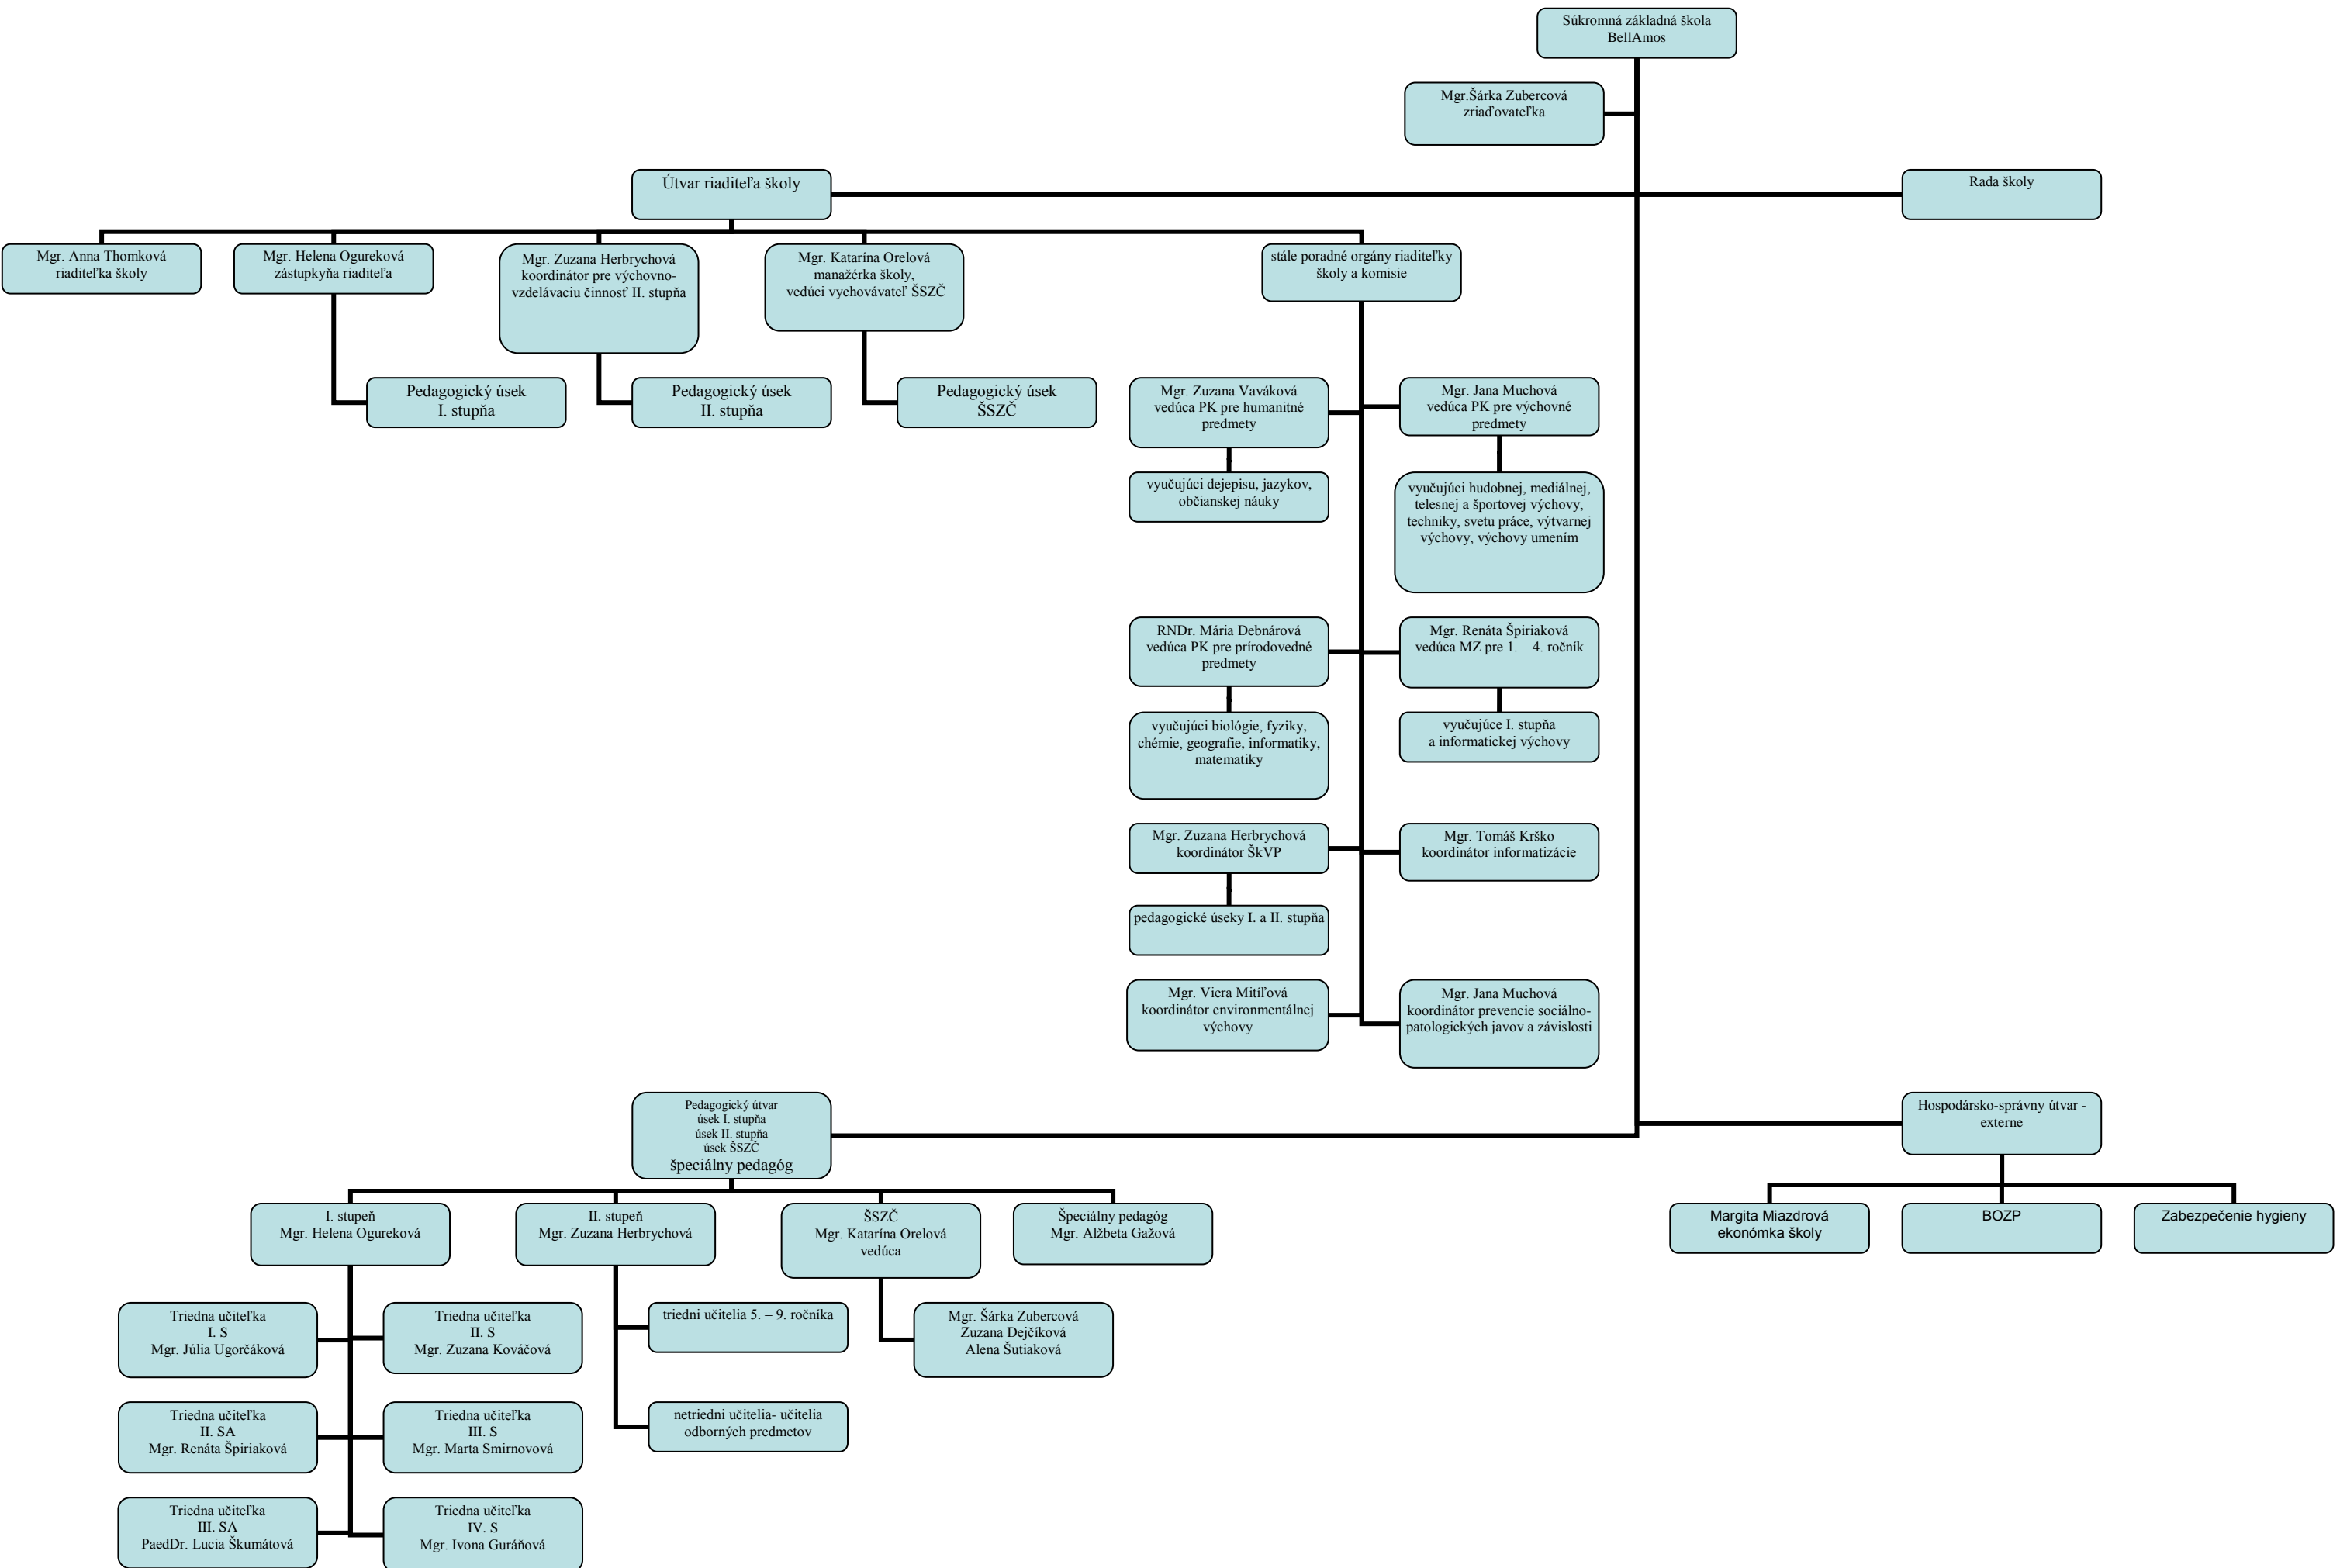 Súkromná základná škola
BellAmos
Mgr.Šárka Zubercová
zriaďovateľka
Útvar riaditeľa školy
Rada školy
Mgr. Anna Thomková
riaditeľka školy
Mgr. Helena Ogureková
zástupkyňa riaditeľa
Mgr. Zuzana Herbrychová
koordinátor pre výchovno-
vzdelávaciu činnosť II. stupňa
Mgr. Katarína Orelová
manažérka školy,
vedúci vychovávateľ ŠSZČ
stále poradné orgány riaditeľky
školy a komisie
Pedagogický úsek
I. stupňa
Pedagogický úsek
II. stupňa
Pedagogický úsek
ŠSZČ
Mgr. Zuzana Vaváková
vedúca PK pre humanitné
predmety
Mgr. Jana Muchová
vedúca PK pre výchovné
predmety
vyučujúci dejepisu, jazykov,
občianskej náuky
vyučujúci hudobnej, mediálnej,
telesnej a športovej výchovy,
techniky, svetu práce, výtvarnej
výchovy, výchovy umením
RNDr. Mária Debnárová
vedúca PK pre prírodovedné
predmety
Mgr. Renáta Špiriaková
vedúca MZ pre 1. – 4. ročník
vyučujúci biológie, fyziky,
chémie, geografie, informatiky,
matematiky
vyučujúce I. stupňa
a informatickej výchovy
Mgr. Zuzana Herbrychová
koordinátor ŠkVP
Mgr. Tomáš Krško
koordinátor informatizácie
pedagogické úseky I. a II. stupňa
Mgr. Viera Mitíľová
koordinátor environmentálnej
výchovy
Mgr. Jana Muchová
koordinátor prevencie sociálno-
patologických javov a závislosti
Pedagogický útvar
úsek I. stupňa
úsek II. stupňa
úsek ŠSZČ
špeciálny pedagóg
Hospodársko-správny útvar -
externe
I. stupeň
Mgr. Helena Ogureková
II. stupeň
Mgr. Zuzana Herbrychová
ŠSZČ
Mgr. Katarína Orelová
vedúca
Špeciálny pedagóg
Mgr. Alžbeta Gažová
Margita Miazdrová
ekonómka školy
BOZP
Zabezpečenie hygieny
Triedna učiteľka
I. S
Mgr. Júlia Ugorčáková
Triedna učiteľka
II. S
Mgr. Zuzana Kováčová
triedni učitelia 5. – 9. ročníka
Mgr. Šárka Zubercová
Zuzana Dejčíková
Alena Šutiaková
Triedna učiteľka
II. SA
Mgr. Renáta Špiriaková
Triedna učiteľka
III. S
Mgr. Marta Smirnovová
netriedni učitelia- učitelia
odborných predmetov
Triedna učiteľka
III. SA
PaedDr. Lucia Škumátová
Triedna učiteľka
IV. S
Mgr. Ivona Guráňová